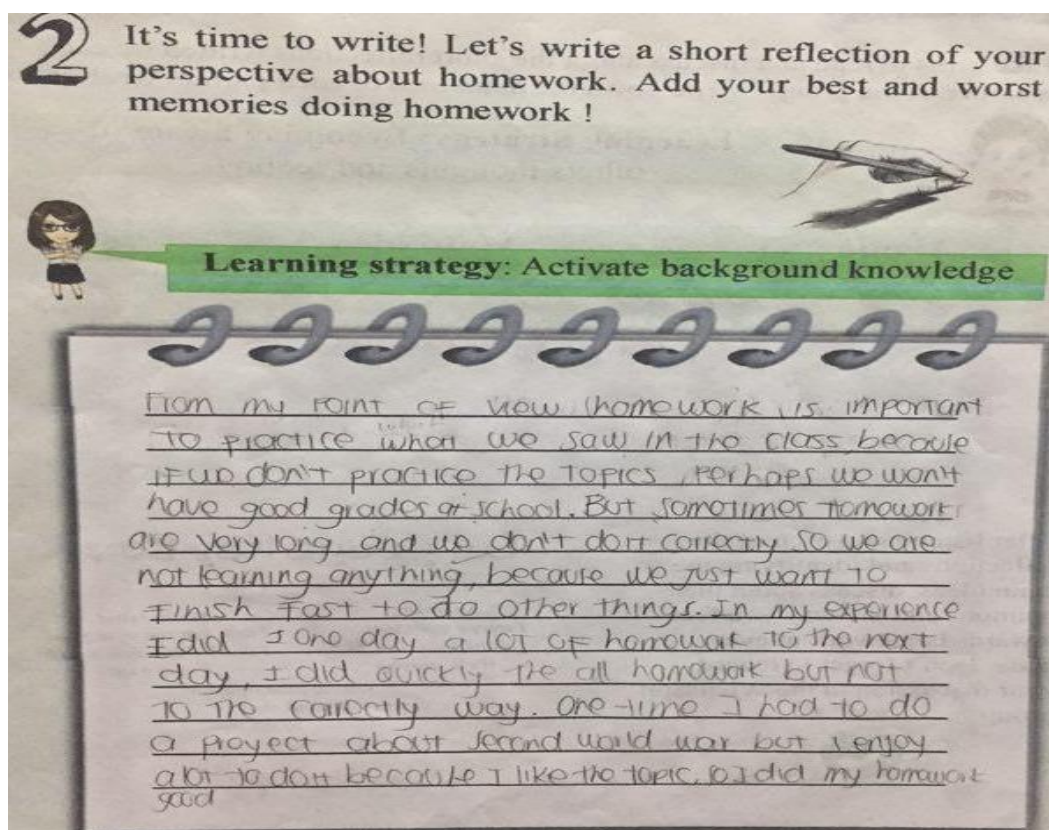 2
It's time to write! Let's write a short reflection of your
perspective about homework. Add your best and worst
memories doing homework !
Learning strategy: Activate background knowledge
From my point of view homework is important
to practice what we saw in the class, because
if we don't practice the topics, perhaps we won't
have good grades at school. But sometimes homework
are very long and we don't do it correctly so we are
not learning anything, because we just want to
finish fast to do other things. In my experience
I did I one day a lot of homework to the next
day, I did quickly the all homework but not
to the correctly way. One time I had to do
a proyect about second world war but I enjoy
a lot to do it because I like the topic, so I did my homework
good